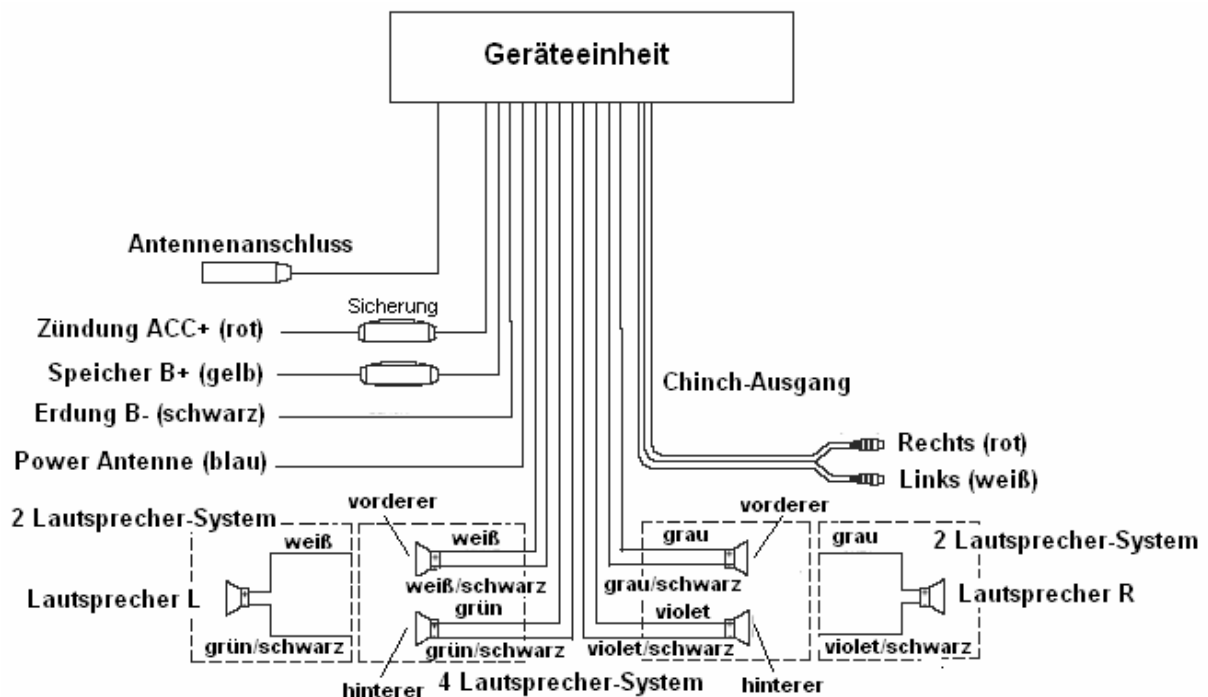 Geräteeinheit
Antennenanschluss
Sicherung
Zündung ACC+ (rot)
Speicher B+ (gelb)
Erdung B- (schwarz)
Power Antenne (blau)
Chinch-Ausgang
Rechts (rot)
Links (weiß)
2 Lautsprecher-System
weiß
Lautsprecher L
grün/schwarz
vorderer
weiß
weiß/schwarz
grün
grün/schwarz
hinterer
4 Lautsprecher-System
vorderer
grau
grau/schwarz
violet
violet/schwarz
hinterer
grau
2 Lautsprecher-System
Lautsprecher R
violet/schwarz